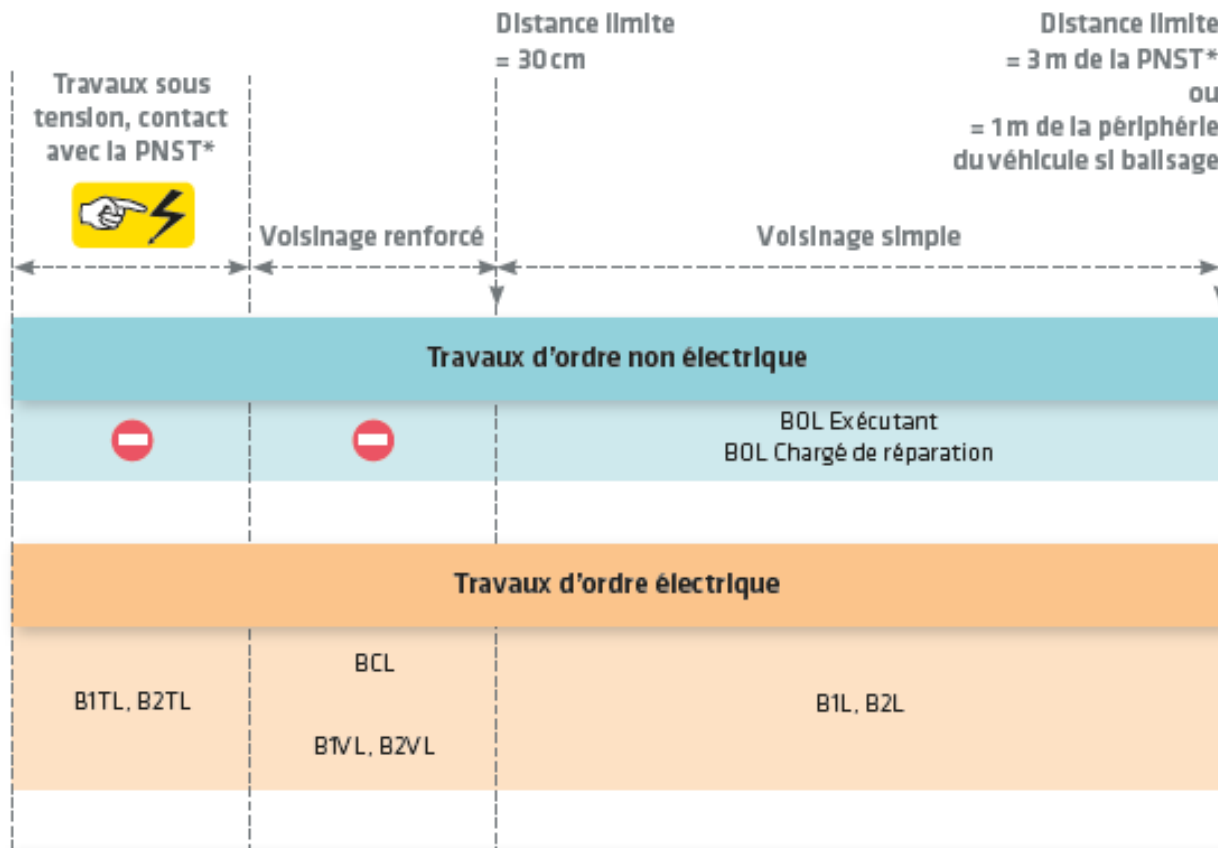 Distance limite
= 30 cm
Distance limite
= 3 m de la PNST*
ou
= 1 m de la périphérie
du véhicule si balisage
Travaux sous
tension, contact
avec la PNST*
Voisinage renforcé
Voisinage simple
Travaux d'ordre non électrique
BOL Exécutant
BOL Chargé de réparation
Travaux d'ordre électrique
BCL
B1TL, B2TL
B1L, B2L
B1VL, B2VL